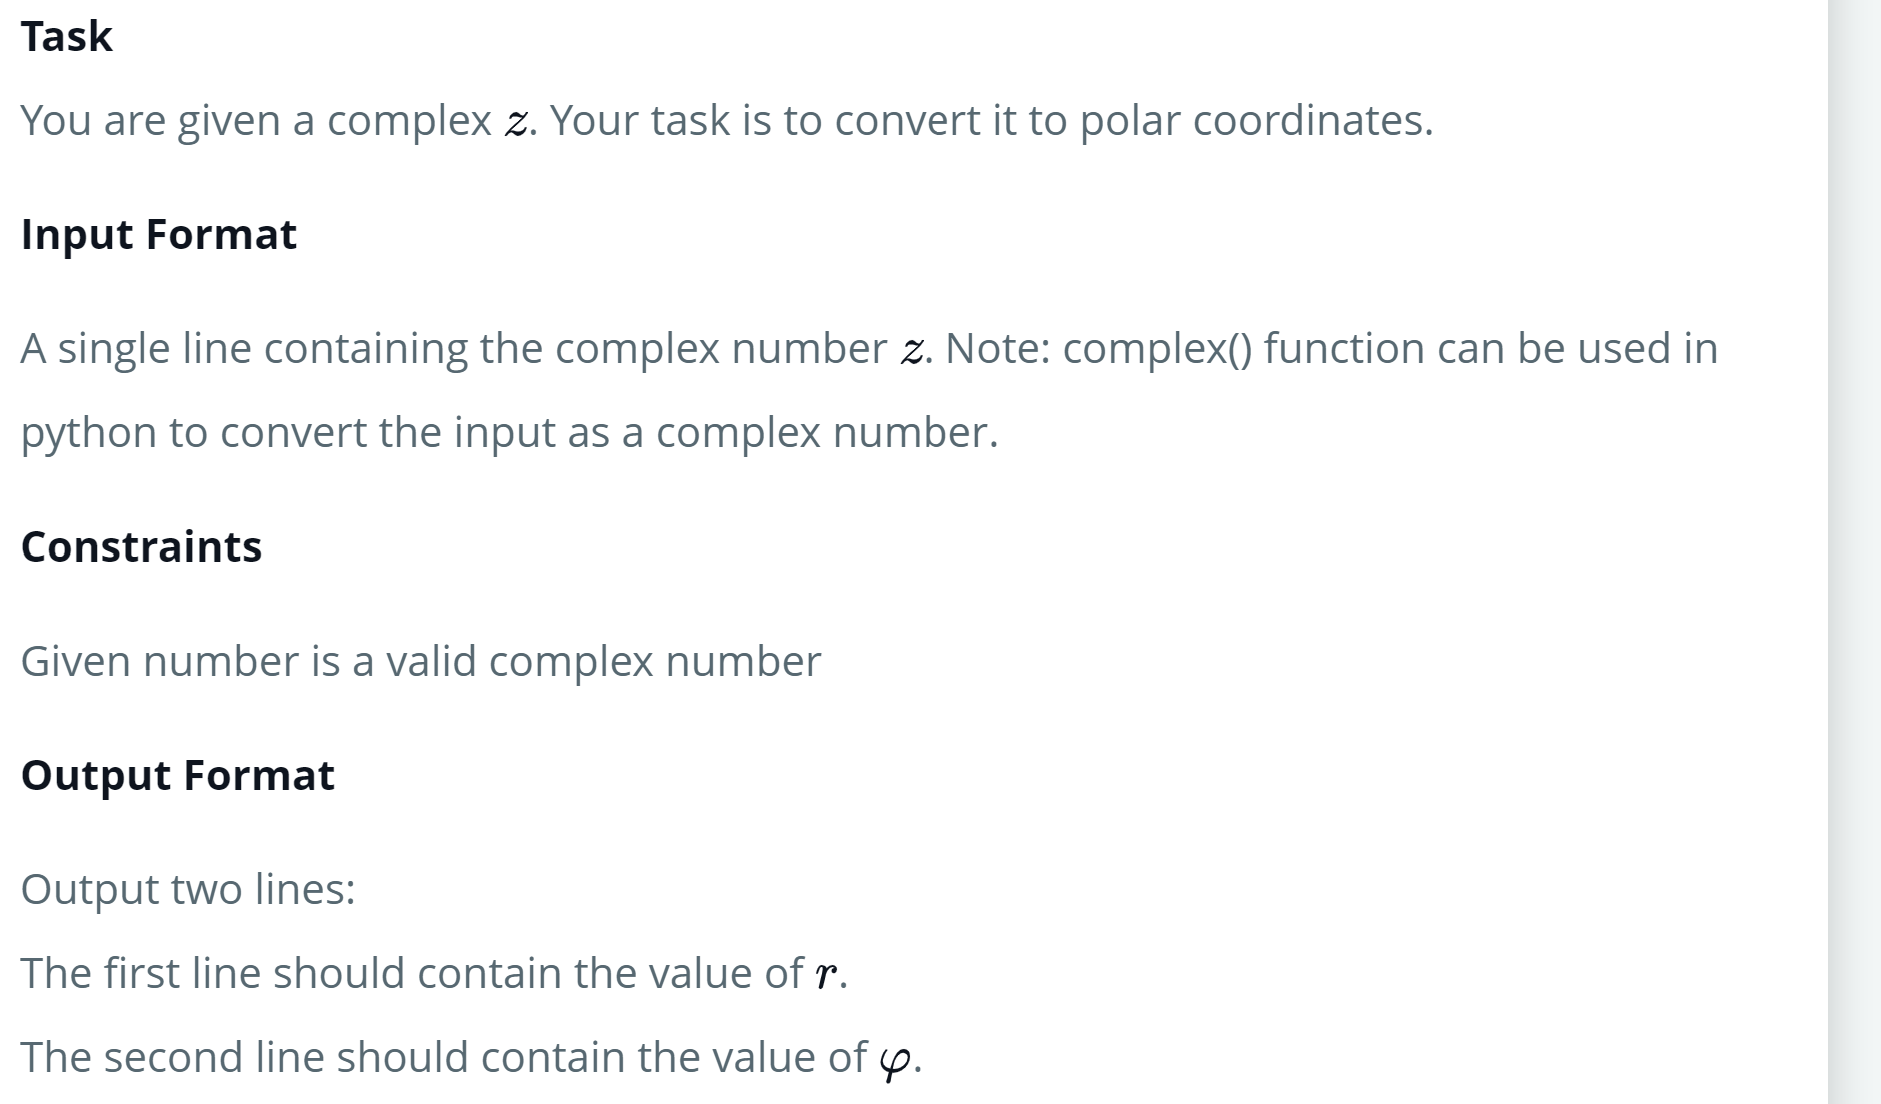 Task
You are given a complex z. Your task is to convert it to polar coordinates.
Input Format
A single line containing the complex number z. Note: complex() function can be used in
python to convert the input as a complex number.
Constraints
Given number is a valid complex number
Output Format
Output two lines:
The first line should contain the value of r.
The second line should contain the value of φ.